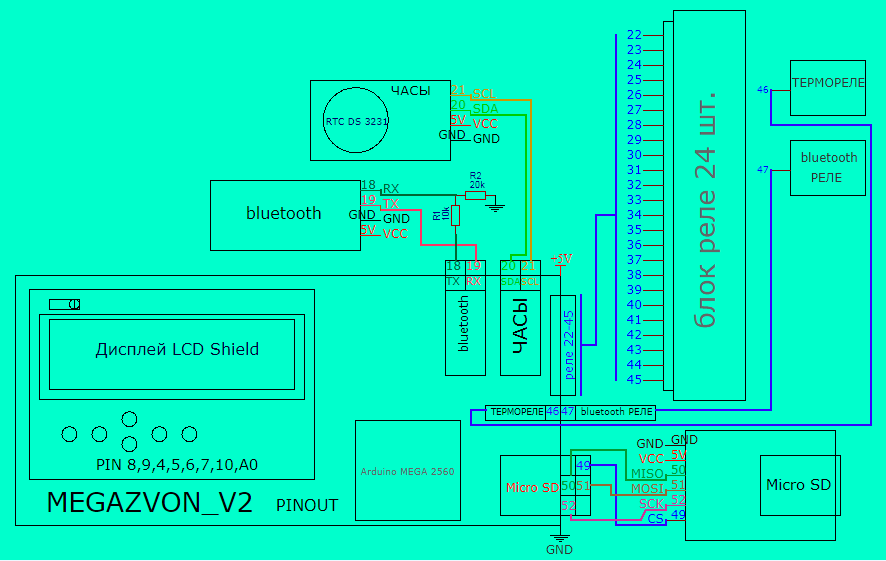 ЧАСЫ
RTC DS 3231
21 SCL
20 SDA
5V VCC
GND GND
bluetooth
18 RX
19 TX
GND GND
5V VCC
R2
20k
R1
10k
18 19
TX RX
bluetooth
20 21
SDA SCL
ЧАСЫ
+5V
реле 22-45
22
23
24
25
26
27
28
29
30
31
32
33
34
35
36
37
38
39
40
41
42
43
44
45
блок реле 24 шт.
46
ТЕРМОРЕЛЕ
47
bluetooth
РЕЛЕ
Дисплей LCD Shield
PIN 8,9,4,5,6,7,10,A0
MEGAZVON_V2 PINOUT
Arduino MEGA 2560
ТЕРМОРЕЛЕ 46 47 bluetooth РЕЛЕ
Micro SD
49
50 51
52
GND GND
VCC 5V
MISO 50
MOSI 51
SCK 52
CS 49
Micro SD
GND